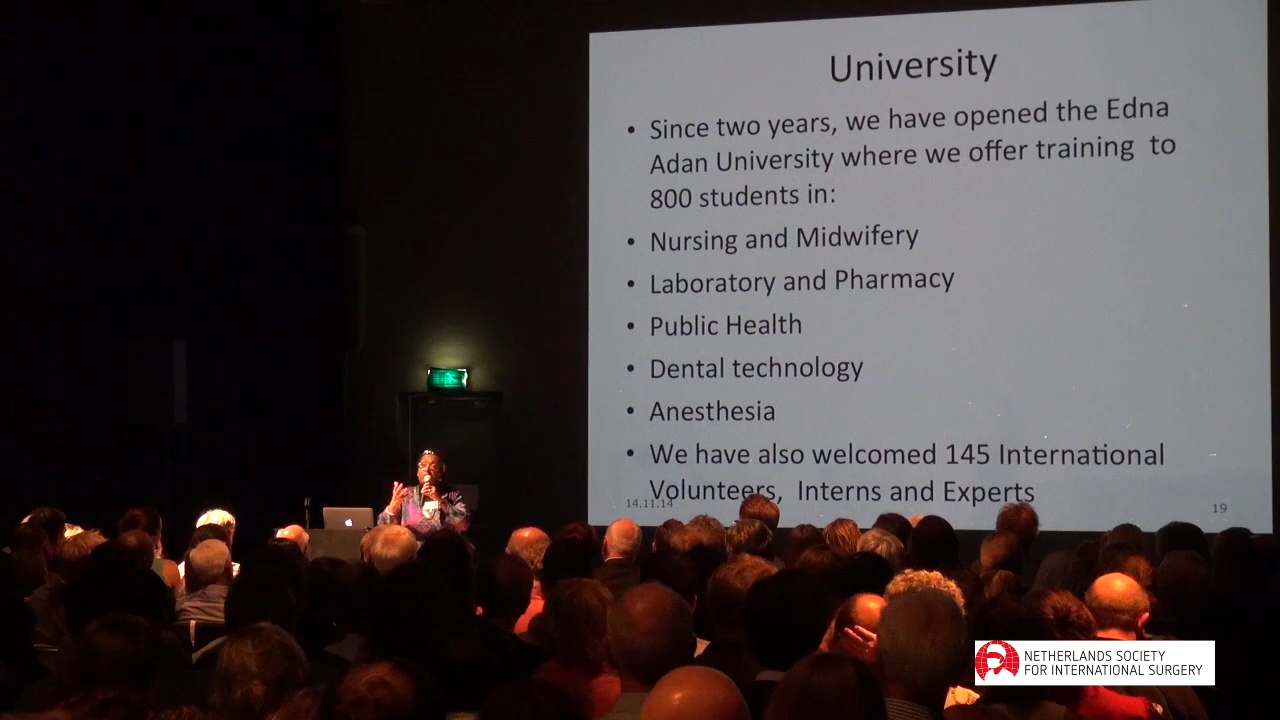 University
• Since two years, we have opened the Edna
Adan University where we offer training to
800 students in:
• Nursing and Midwifery
• Laboratory and Pharmacy
• Public Health
• Dental technology
• Anesthesia
• We have also welcomed 145 International
Volunteers, Interns and Experts
14.11.14
19
NETHERLANDS SOCIETY
FOR INTERNATIONAL SURGERY